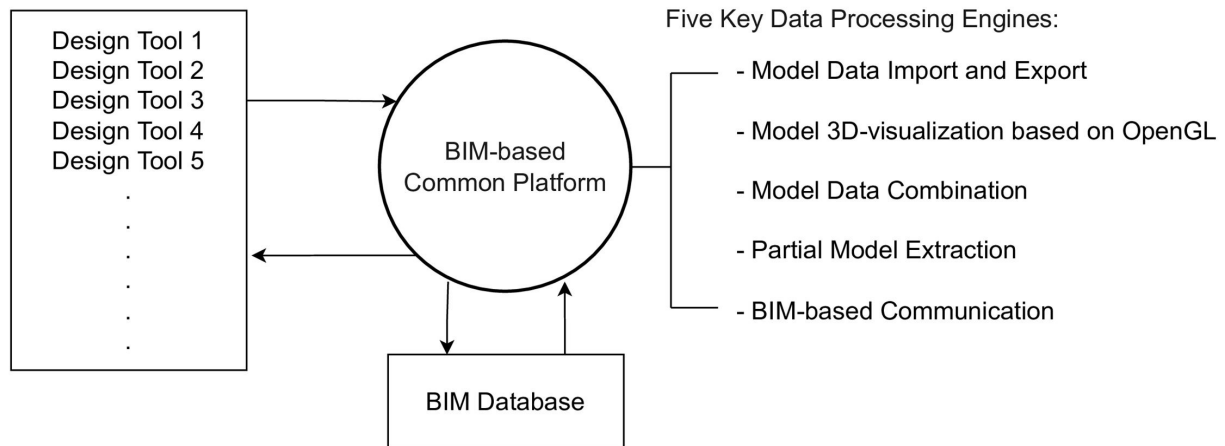 Design Tool 1
Design Tool 2
Design Tool 3
Design Tool 4
Design Tool 5
.
.
.
.
.
.
BIM-based
Common Platform
BIM Database
Five Key Data Processing Engines:
- Model Data Import and Export
- Model 3D-visualization based on OpenGL
- Model Data Combination
- Partial Model Extraction
- BIM-based Communication